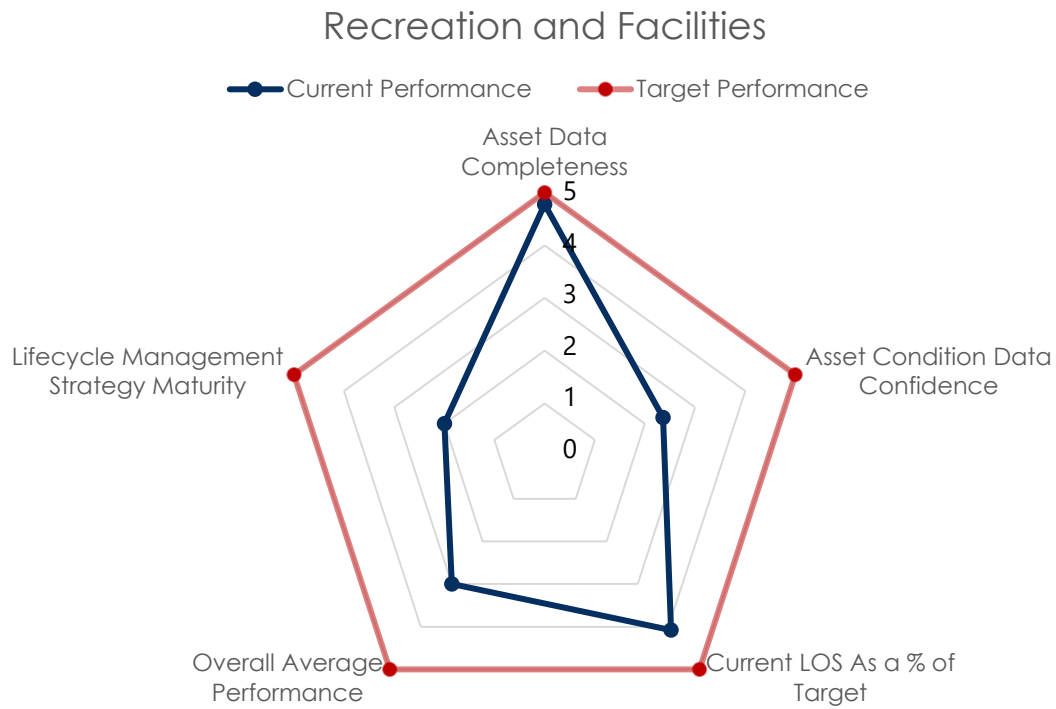 Recreation and Facilities
Current Performance
Target Performance
Asset Data
Completeness
5
4
3
2
1
0
Asset Condition Data
Confidence
Current LOS As a % of
Target
Overall Average
Performance
Lifecycle Management
Strategy Maturity